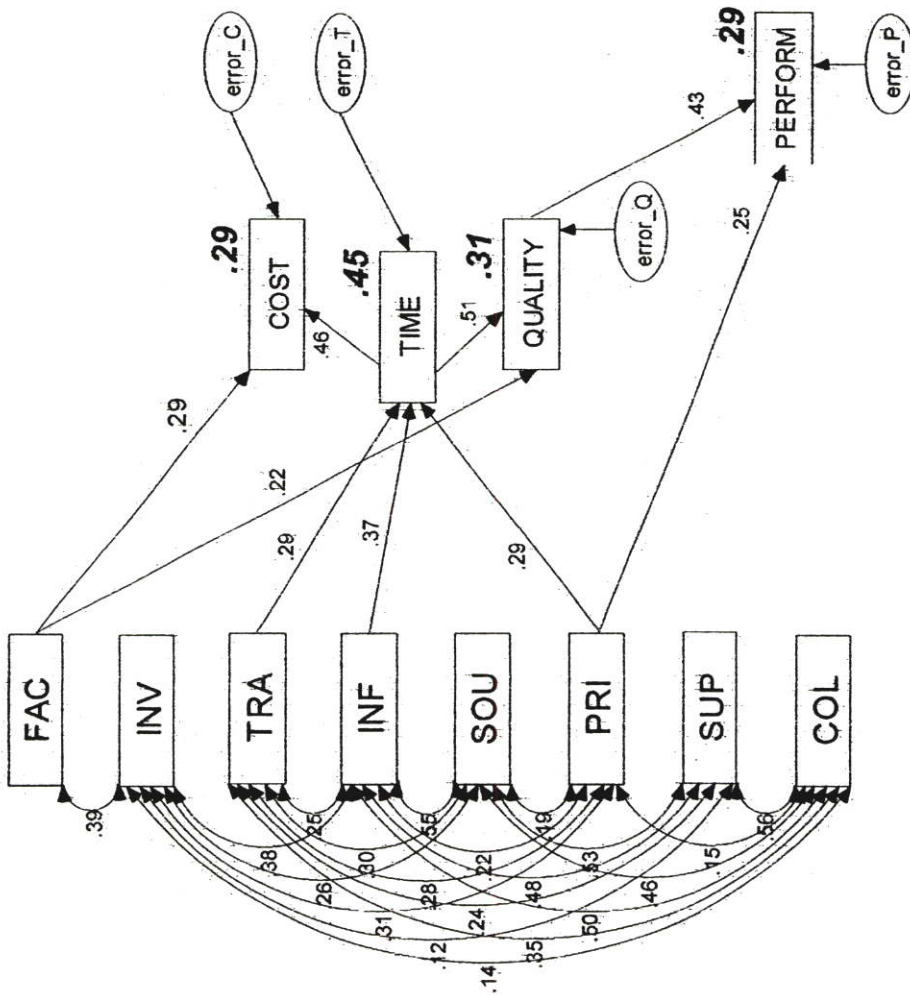 FAC
INV
TRA
INF
SOU
PRI
SUP
COL
.39
.38
.25
.26
.30
.55
.31
.28
.22
.19
.12
.24
.48
.53
.14
.35
.50
.46
.15
.56
.29
.22
.29
.37
.29
.25
.29
COST
.46
.45
TIME
.51
.31
QUALITY
.43
.29
PERFORM
error_C
error_T
error_Q
error_P